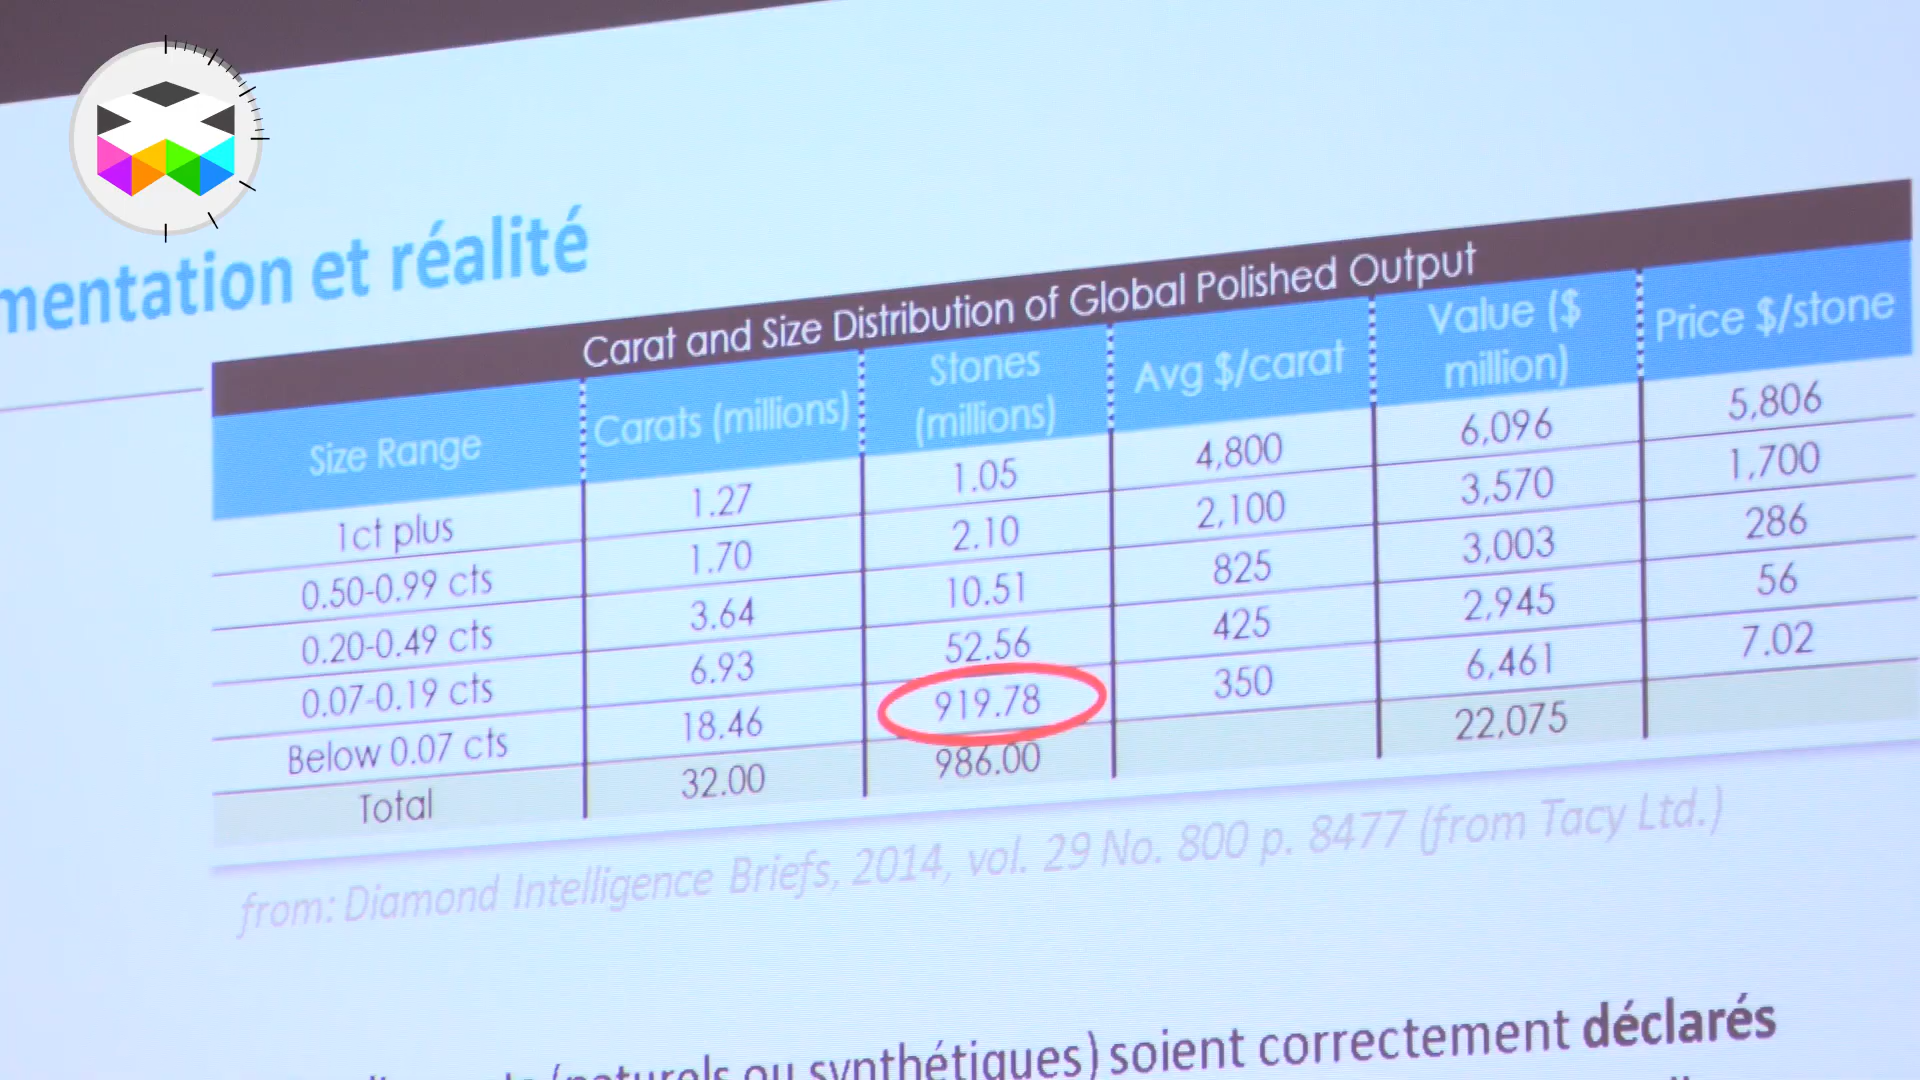 et réalité
Carat and Size Distribution of Global Polished Output
Size Range Carats (millions) Stones (millions) Avg $/carat Value ($ million) Price $/stone
1ct plus 1.27 1.05 4,800 6,096 5,806
0.50-0.99 cts 1.70 2.10 2,100 3,570 1,700
0.20-0.49 cts 3.64 10.51 825 3,003 286
0.07-0.19 cts 6.93 52.56 425 2,945 56
Below 0.07 cts 18.46 919.78 350 6,461 7.02
Total 32.00 986.00 22,075
from: Diamond Intelligence Briefs, 2014, vol. 29 No. 800 p. 8477 (from Tacy Ltd.)
(naturels ou synthétiques) soient correctement déclarés